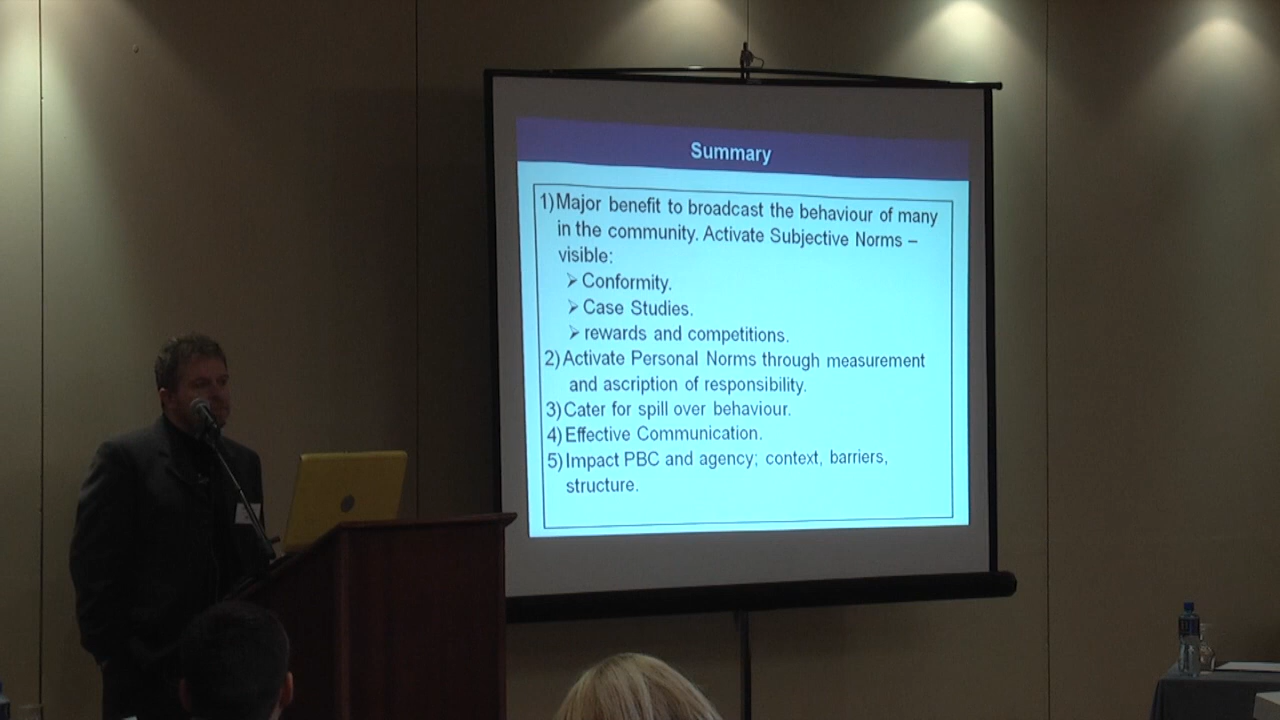 Summary
1) Major benefit to broadcast the behaviour of many
in the community. Activate Subjective Norms –
visible:
➢ Conformity.
➢ Case Studies.
➢ rewards and competitions.
2) Activate Personal Norms through measurement
and ascription of responsibility.
3) Cater for spill over behaviour.
4) Effective Communication.
5) Impact PBC and agency; context, barriers,
structure.